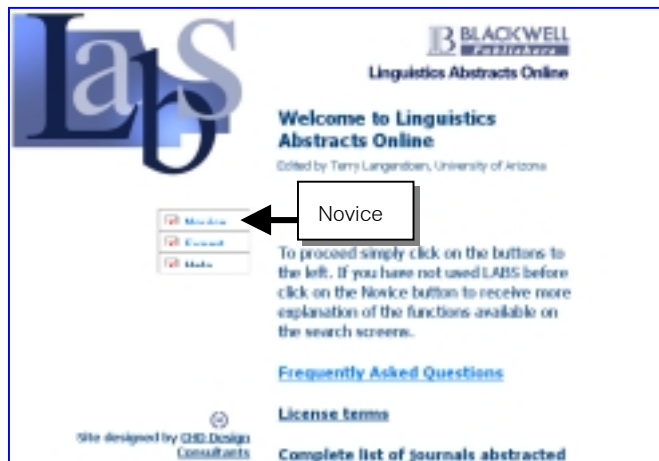 LabS
BLACKWELL
Publishers
Linguistics Abstracts Online
Welcome to Linguistics
Abstracts Online
Edited by Terry Langendoen, University of Arizona
Novice
Novice
Expert
Help
To proceed simply click on the buttons to
the left. If you have not used LABS before
click on the Novice button to receive more
explanation of the functions available on
the search screens.
Frequently Asked Questions
License terms
Site designed by CHD Design
Consultants
Complete list of journals abstracted